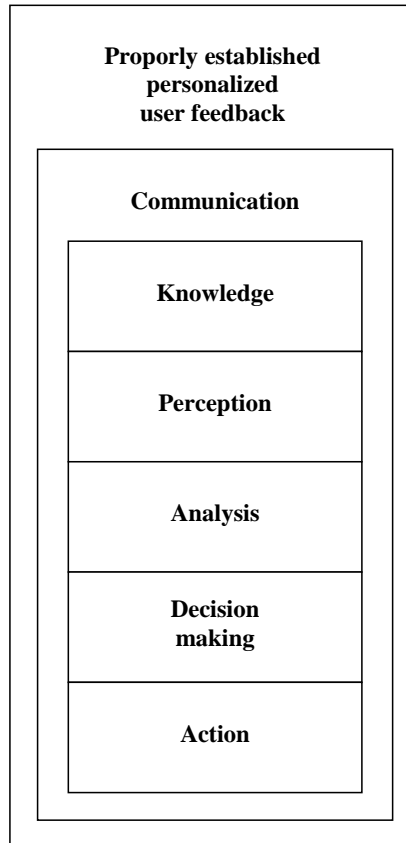 Proporly established
personalized
user feedback
Communication
Knowledge
Perception
Analysis
Decision
making
Action